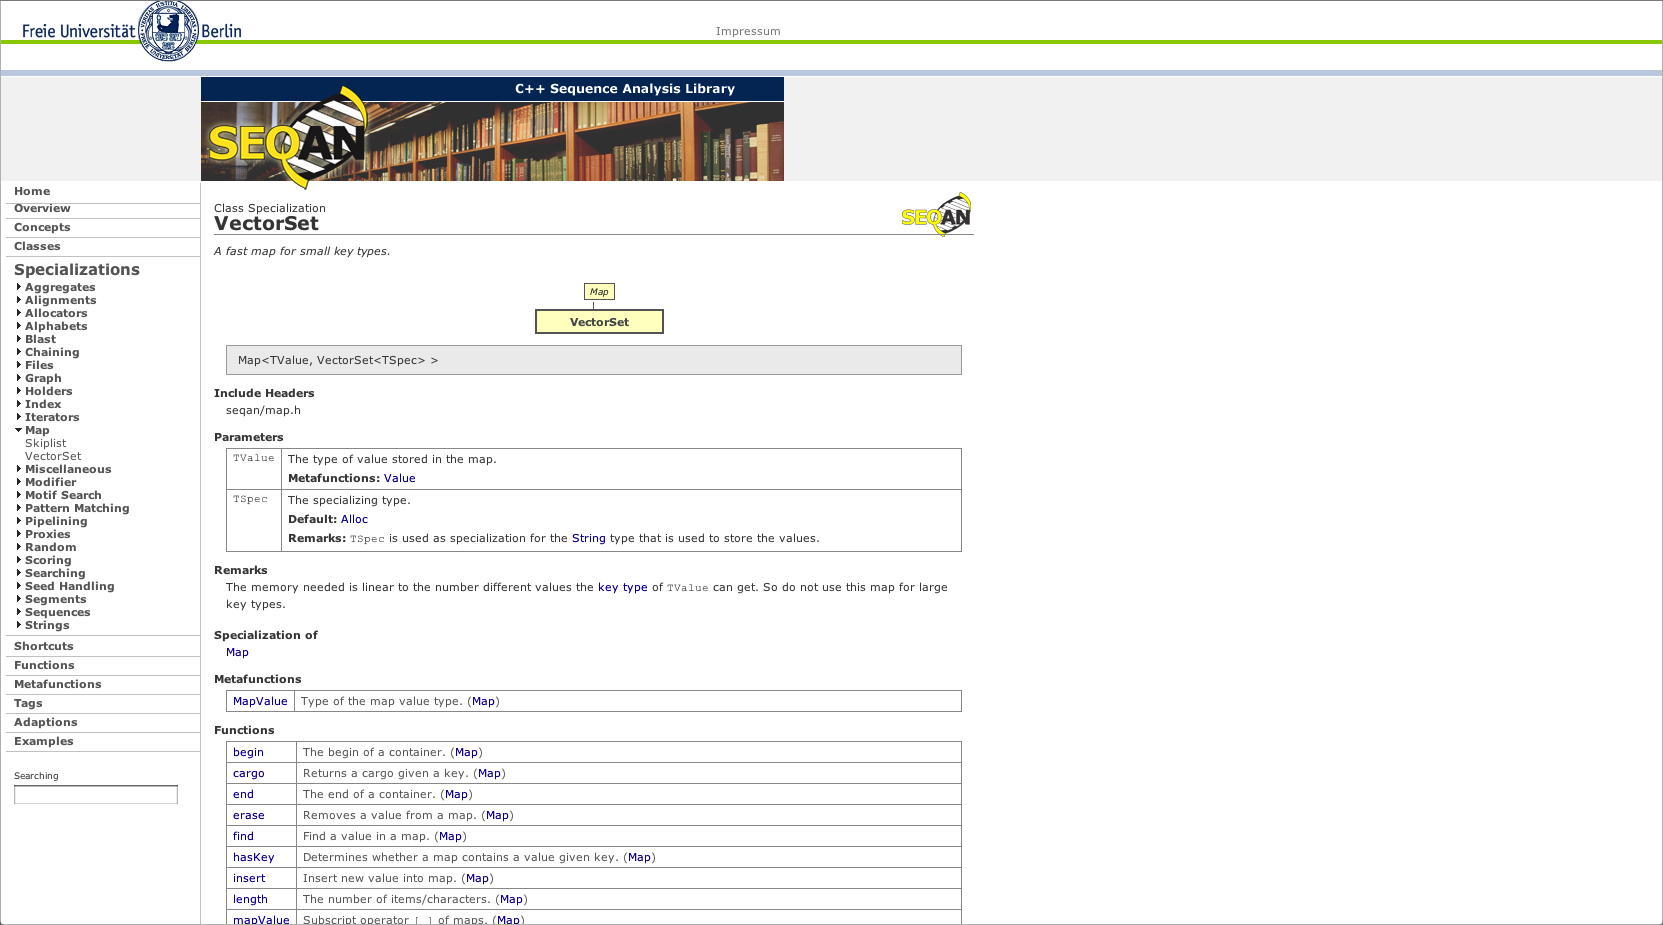 Freie Universität Berlin
Impressum
C++ Sequence Analysis Library
SEQAN
Home
Overview
Concepts
Classes
Specializations
Aggregates
Alignments
Allocators
Alphabets
Blast
Chaining
Files
Graph
Holders
Index
Iterators
Map
Skiplist
VectorSet
Miscellaneous
Modifier
Motif Search
Pattern Matching
Pipelining
Proxies
Random
Scoring
Searching
Seed Handling
Segments
Sequences
Strings
Shortcuts
Functions
Metafunctions
Tags
Adaptions
Examples
Searching
Class Specialization
VectorSet
SEQAN
A fast map for small key types.
Map
VectorSet
Map<TValue, VectorSet<TSpec> >
Include Headers
seqan/map.h
Parameters
TValue The type of value stored in the map.
Metafunctions: Value
TSpec The specializing type.
Default: Alloc
Remarks: TSpec is used as specialization for the String type that is used to store the values.
Remarks
The memory needed is linear to the number different values the key type of TValue can get. So do not use this map for large
key types.
Specialization of
Map
Metafunctions
MapValue Type of the map value type. (Map)
Functions
begin The begin of a container. (Map)
cargo Returns a cargo given a key. (Map)
end The end of a container. (Map)
erase Removes a value from a map. (Map)
find Find a value in a map. (Map)
hasKey Determines whether a map contains a value given key. (Map)
insert Insert new value into map. (Map)
length The number of items/characters. (Map)
mapValue Subscript operator [ ] of maps. (Map)